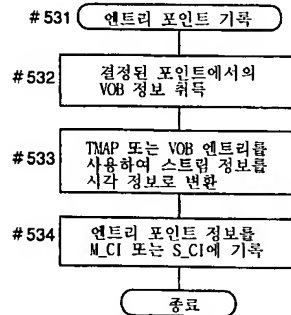 #531 엔트리 포인트 기록
#532 결정된 포인트에서의
VOB 정보 취득
#533 TMAP 또는 VOB 엔트리를
사용하여 스트림 정보를
시각 정보로 변환
#534 엔트리 포인트 정보를
M_CI 또는 S_CI에 기록
종료